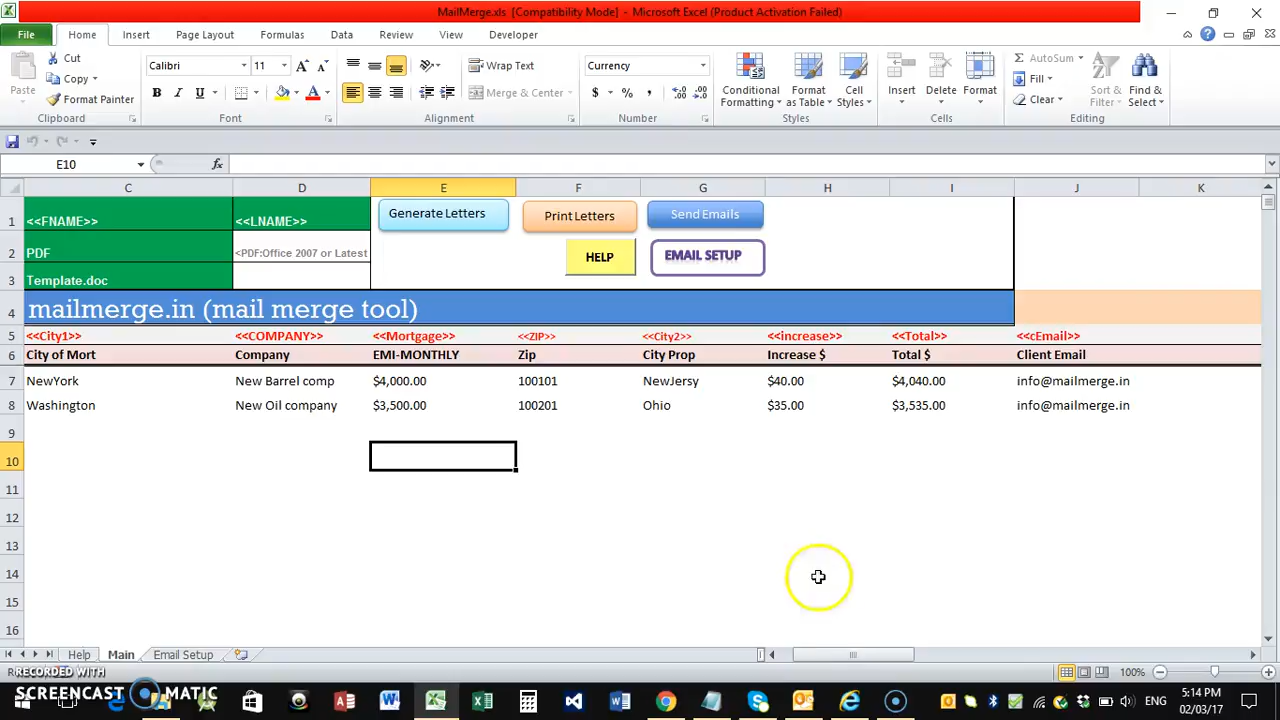 MailMerge.xls [Compatibility Mode] - Microsoft Excel (Product Activation Failed)
File Home Insert Page Layout Formulas Data Review View Developer
Paste
Cut
Copy
Format Painter
Clipboard
Calibri 11
B I U A
Font
Wrap Text
Merge & Center
Alignment
Currency
$ % ,
Number
Conditional Formatting
Format as Table
Cell Styles
Styles
Insert Delete Format
Cells
AutoSum
Fill
Clear
Sort & Filter
Find & Select
Editing
E10 fx
C D E F G H I J K
1 <<FNAME>> <<LNAME>> Generate Letters Print Letters Send Emails
2 PDF <PDF:Office 2007 or Latest HELP EMAIL SETUP
3 Template.doc
4 mailmerge.in (mail merge tool)
5 <<City1>> <<COMPANY>> <<Mortgage>> <<ZIP>> <<City2>> <<increase>> <<Total>> <<cEmail>>
6 City of Mort Company EMI-MONTHLY Zip City Prop Increase $ Total $ Client Email
7 NewYork New Barrel comp $4,000.00 100101 NewJersy $40.00 $4,040.00 info@mailmerge.in
8 Washington New Oil company $3,500.00 100201 Ohio $35.00 $3,535.00 info@mailmerge.in
9
10
11
12
13
14
15
16
Help Main Email Setup
RECORDED WITH
100%
SCREENCAST MATIC
ENG
5:14 PM
02/03/17